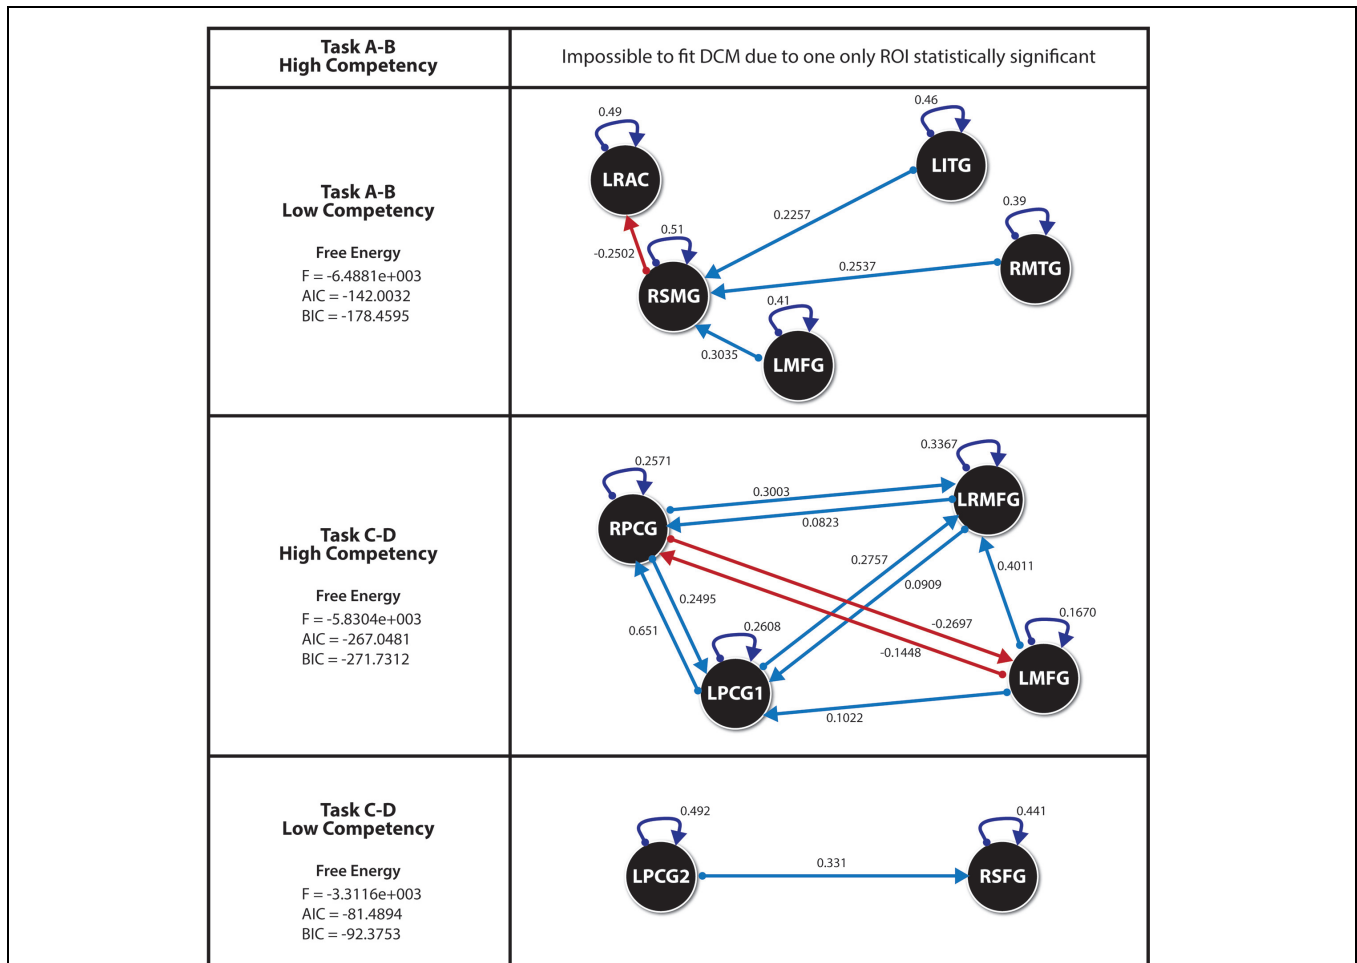 Task A-B
High Competency
Impossible to fit DCM due to one only ROI statistically significant
Task A-B
Low Competency
Free Energy
F = -6.4881e+003
AIC = -142.0032
BIC = -178.4595
0.49
LRAC
0.46
LITG
0.2257
0.39
RMTG
-0.2502
0.51
RSMG
0.2537
0.41
0.3035
LMFG
Task C-D
High Competency
Free Energy
F = -5.8304e+003
AIC = -267.0481
BIC = -271.7312
0.2571
RPCG
0.3367
LRMFG
0.3003
0.0823
0.2757
0.0909
0.4011
0.2495
0.651
0.2608
LPCG1
-0.2697
-0.1448
0.1670
LMFG
0.1022
Task C-D
Low Competency
Free Energy
F = -3.3116e+003
AIC = -81.4894
BIC = -92.3753
0.492
LPCG2
0.331
0.441
RSFG